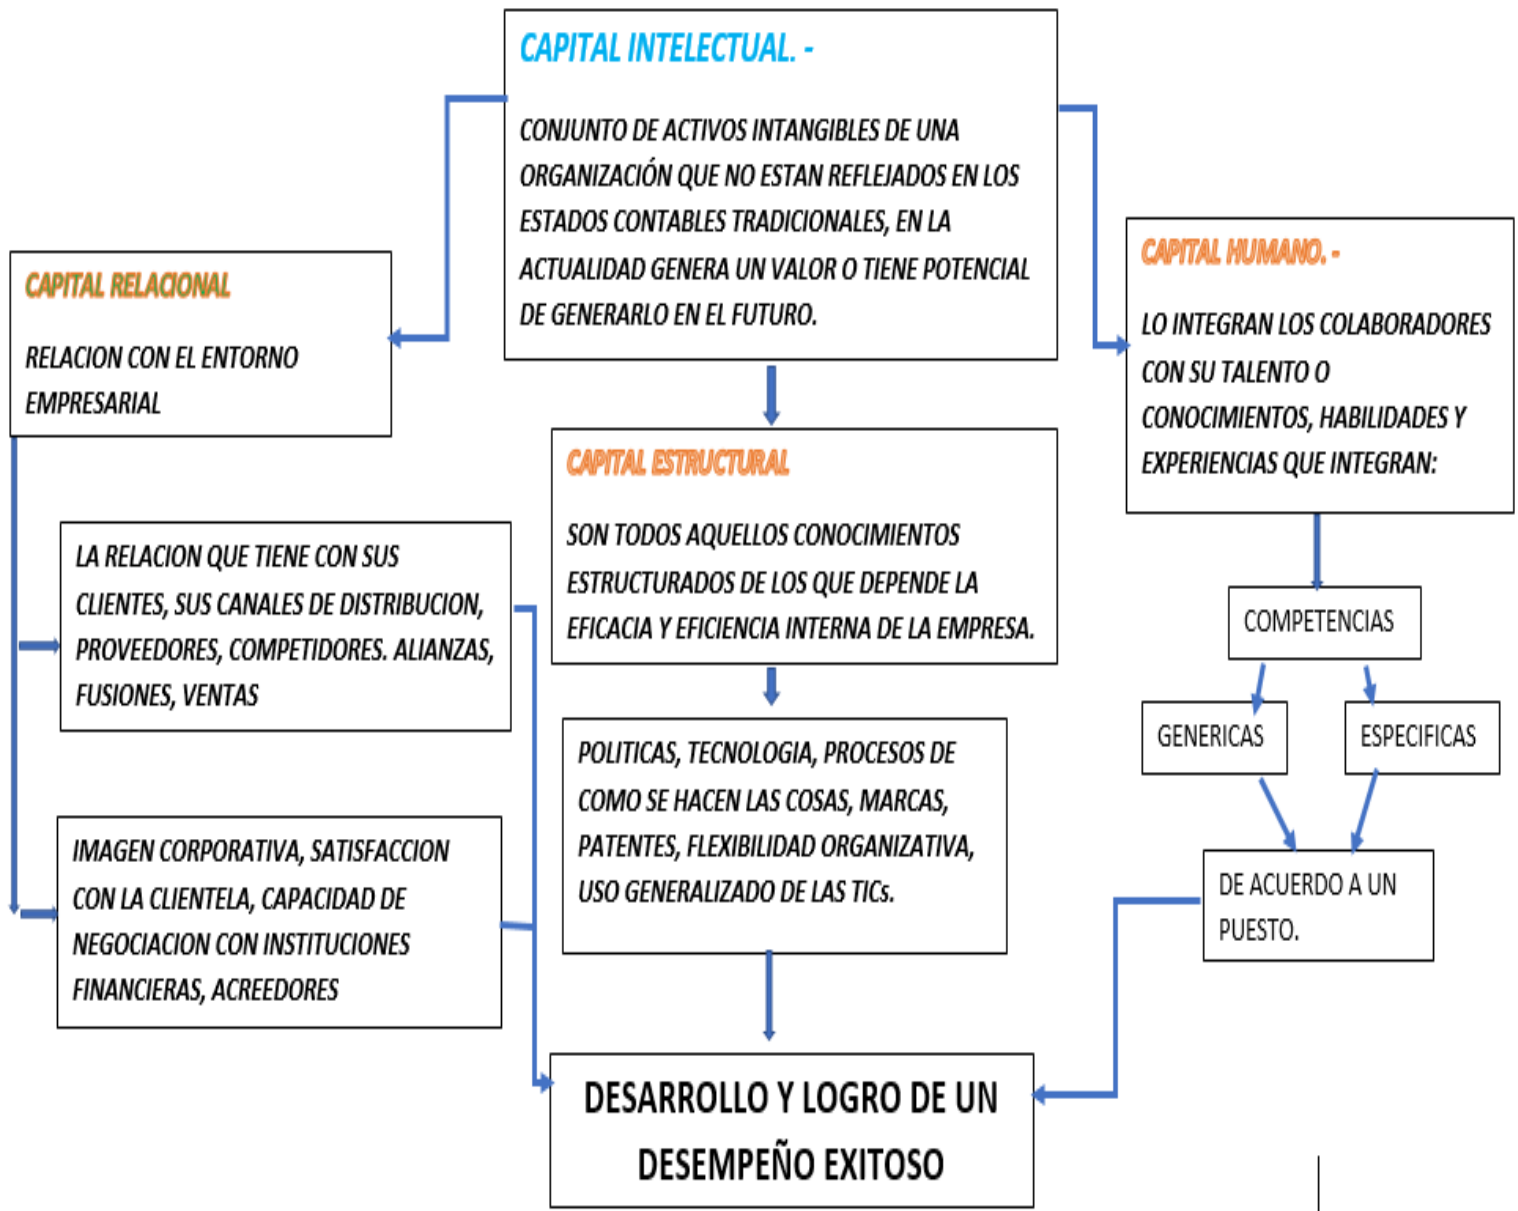 CAPITAL INTELECTUAL. -
CONJUNTO DE ACTIVOS INTANGIBLES DE UNA
ORGANIZACIÓN QUE NO ESTAN REFLEJADOS EN LOS
ESTADOS CONTABLES TRADICIONALES, EN LA
ACTUALIDAD GENERA UN VALOR O TIENE POTENCIAL
DE GENERARLO EN EL FUTURO.
CAPITAL RELACIONAL
RELACION CON EL ENTORNO
EMPRESARIAL
LA RELACION QUE TIENE CON SUS
CLIENTES, SUS CANALES DE DISTRIBUCION,
PROVEEDORES, COMPETIDORES. ALIANZAS,
FUSIONES, VENTAS
IMAGEN CORPORATIVA, SATISFACCION
CON LA CLIENTELA, CAPACIDAD DE
NEGOCIACION CON INSTITUCIONES
FINANCIERAS, ACREEDORES
CAPITAL ESTRUCTURAL
SON TODOS AQUELLOS CONOCIMIENTOS
ESTRUCTURADOS DE LOS QUE DEPENDE LA
EFICACIA Y EFICIENCIA INTERNA DE LA EMPRESA.
POLITICAS, TECNOLOGIA, PROCESOS DE
COMO SE HACEN LAS COSAS, MARCAS,
PATENTES, FLEXIBILIDAD ORGANIZATIVA,
USO GENERALIZADO DE LAS TICs.
CAPITAL HUMANO. -
LO INTEGRAN LOS COLABORADORES
CON SU TALENTO O
CONOCIMIENTOS, HABILIDADES Y
EXPERIENCIAS QUE INTEGRAN:
COMPETENCIAS
GENERICAS
ESPECIFICAS
DE ACUERDO A UN
PUESTO.
DESARROLLO Y LOGRO DE UN
DESEMPEÑO EXITOSO